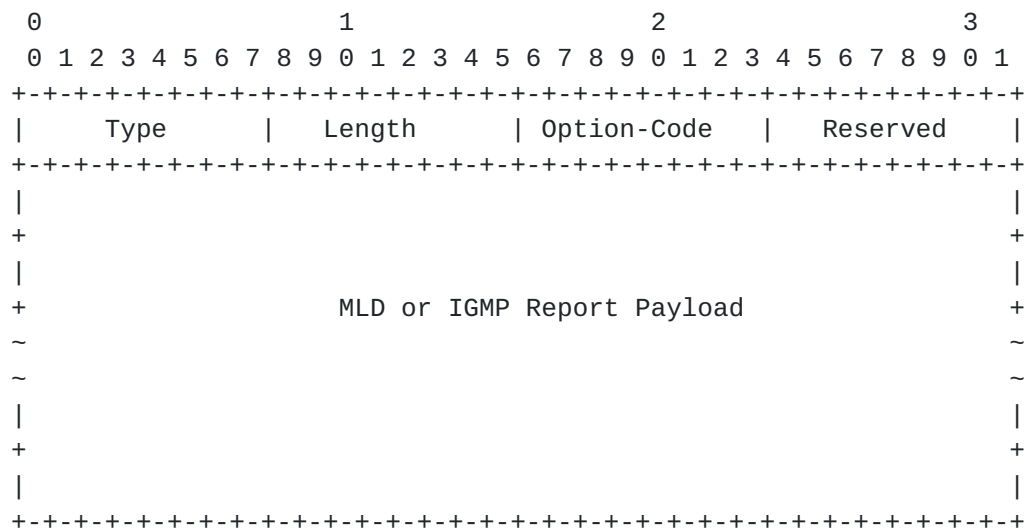 0                   1                   2                   3
 0 1 2 3 4 5 6 7 8 9 0 1 2 3 4 5 6 7 8 9 0 1 2 3 4 5 6 7 8 9 0 1
+-+-+-+-+-+-+-+-+-+-+-+-+-+-+-+-+-+-+-+-+-+-+-+-+-+-+-+-+-+-+-+-+
|     Type      |   Length      | Option-Code   |   Reserved    |
+-+-+-+-+-+-+-+-+-+-+-+-+-+-+-+-+-+-+-+-+-+-+-+-+-+-+-+-+-+-+-+-+
|                                                               |
+                                                               +
|                                                               |
+                    MLD or IGMP Report Payload                 +
~                                                               ~
~                                                               ~
|                                                               |
+                                                               +
|                                                               |
+-+-+-+-+-+-+-+-+-+-+-+-+-+-+-+-+-+-+-+-+-+-+-+-+-+-+-+-+-+-+-+-+